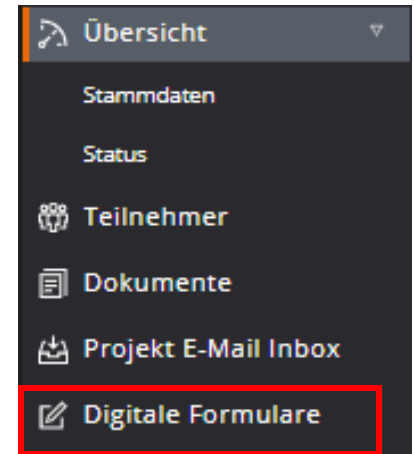 Übersicht
Stammdaten
Status
Teilnehmer
Dokumente
Projekt E-Mail Inbox
Digitale Formulare